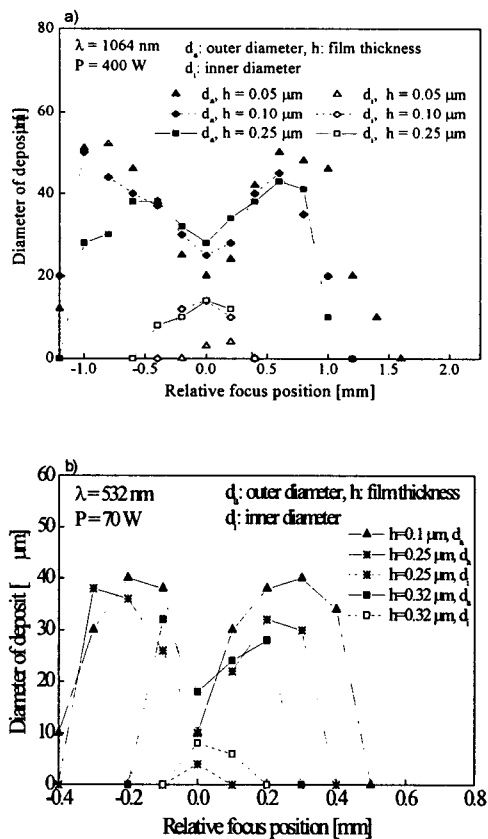 a)
λ = 1064 nm
P = 400 W
dₐ: outer diameter, h: film thickness
dᵢ: inner diameter
dₐ, h = 0.05 μm
dₐ, h = 0.10 μm
dₐ, h = 0.25 μm
dᵢ, h = 0.05 μm
dᵢ, h = 0.10 μm
dᵢ, h = 0.25 μm
80
60
40
20
0
Diameter of deposit
-1.0
-0.5
0.0
0.5
1.0
1.5
2.0
Relative focus position [mm]
b)
λ = 532 nm
P = 70 W
dₐ: outer diameter, h: film thickness
dᵢ: inner diameter
h=0.1 μm, dₐ
h=0.25 μm, dₐ
h=0.25 μm, dᵢ
h=0.32 μm, dₐ
h=0.32 μm, dᵢ
60
50
40
30
20
10
0
Diameter of deposit [ μm]
-0.4
-0.2
0.0
0.2
0.4
0.6
0.8
Relative focus position [mm]